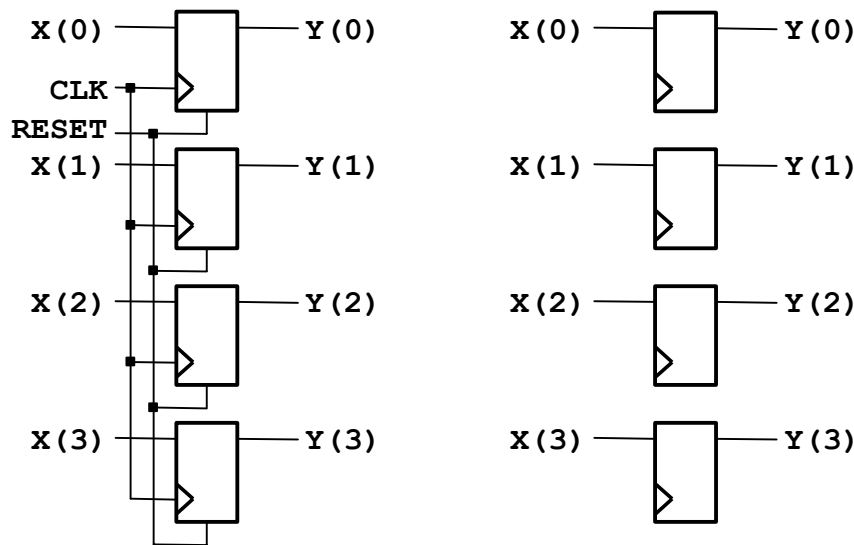 X(0) Y(0) X(0) Y(0)
CLK
RESET
X(1) Y(1) X(1) Y(1)
X(2) Y(2) X(2) Y(2)
X(3) Y(3) X(3) Y(3)